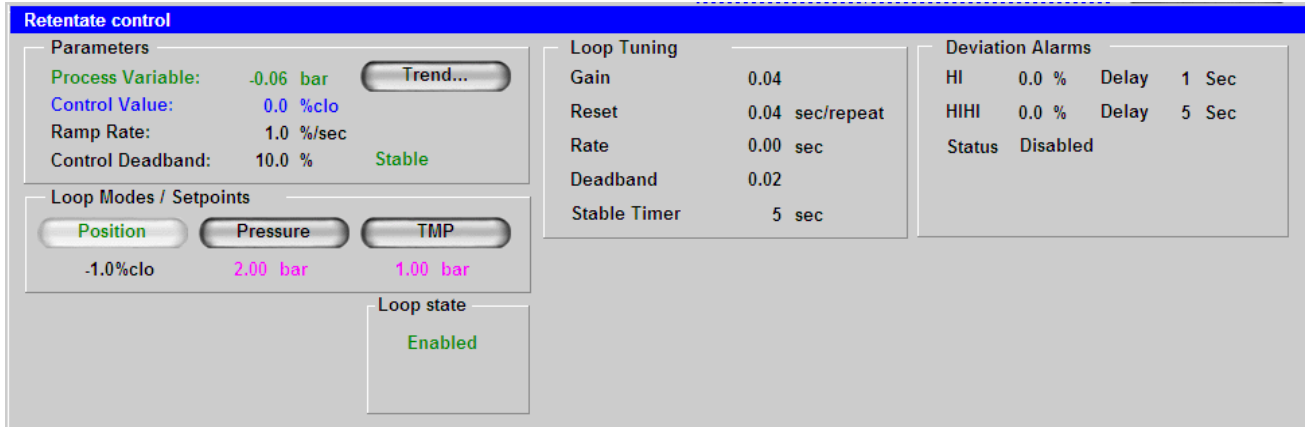 Retentate control
Parameters
Process Variable: -0.06 bar Trend...
Control Value: 0.0 %clo
Ramp Rate: 1.0 %/sec
Control Deadband: 10.0 % Stable
Loop Modes / Setpoints
Position Pressure TMP
-1.0%clo 2.00 bar 1.00 bar
Loop state
Enabled
Loop Tuning
Gain 0.04
Reset 0.04 sec/repeat
Rate 0.00 sec
Deadband 0.02
Stable Timer 5 sec
Deviation Alarms
HI 0.0 % Delay 1 Sec
HIHI 0.0 % Delay 5 Sec
Status Disabled